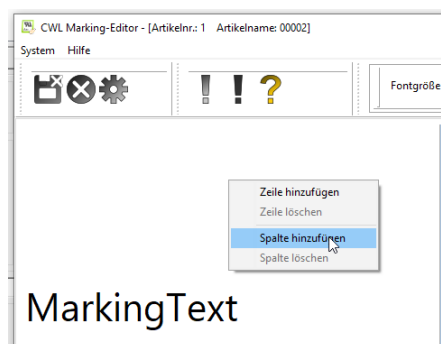 CWL Marking-Editor - [Artikelnr.: 1 Artikelname: 00002]
System Hilfe
Fontgröße
Zeile hinzufügen
Zeile löschen
Spalte hinzufügen
Spalte löschen
MarkingText